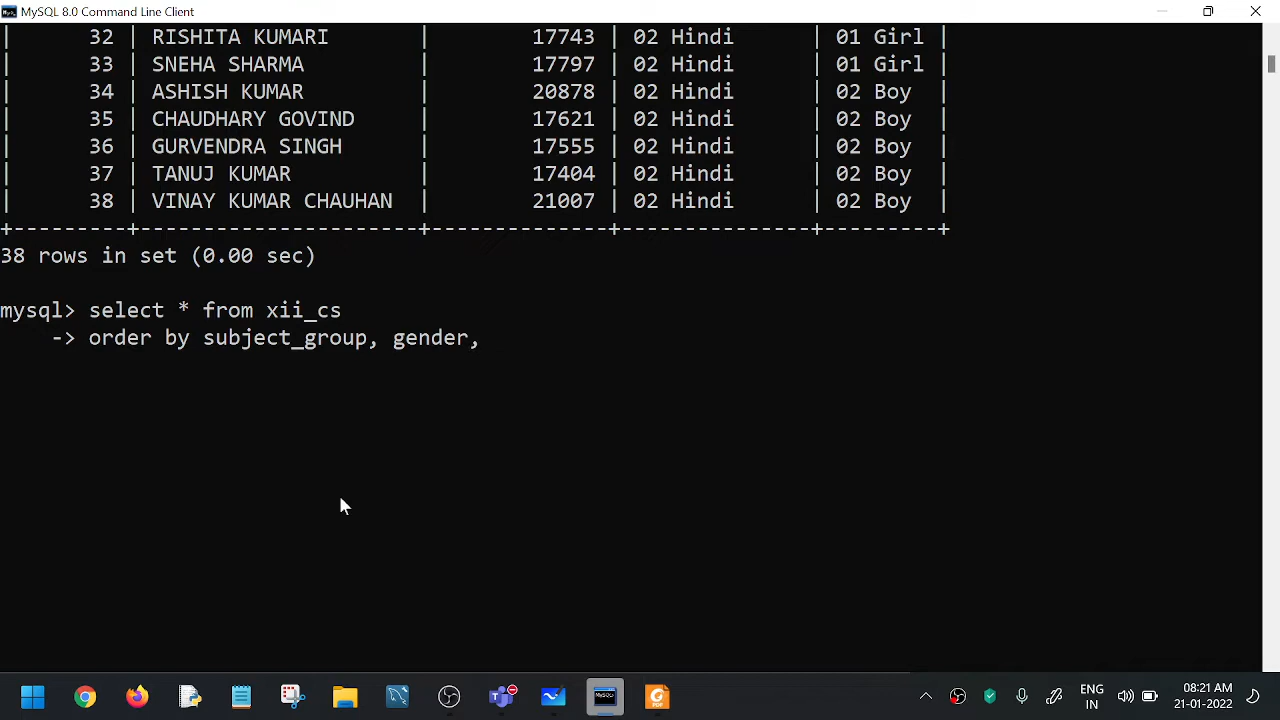 MySQL 8.0 Command Line Client
| 32 | RISHITA KUMARI | 17743 | 02 Hindi | 01 Girl |
| 33 | SNEHA SHARMA | 17797 | 02 Hindi | 01 Girl |
| 34 | ASHISH KUMAR | 20878 | 02 Hindi | 02 Boy |
| 35 | CHAUDHARY GOVIND | 17621 | 02 Hindi | 02 Boy |
| 36 | GURVENDRA SINGH | 17555 | 02 Hindi | 02 Boy |
| 37 | TANUJ KUMAR | 17404 | 02 Hindi | 02 Boy |
| 38 | VINAY KUMAR CHAUHAN | 21007 | 02 Hindi | 02 Boy |
+---------+----------------------+--------------+---------------+---------+
38 rows in set (0.00 sec)
mysql> select * from xii_cs
-> order by subject_group, gender,
ENG
IN
08:21 AM
21-01-2022